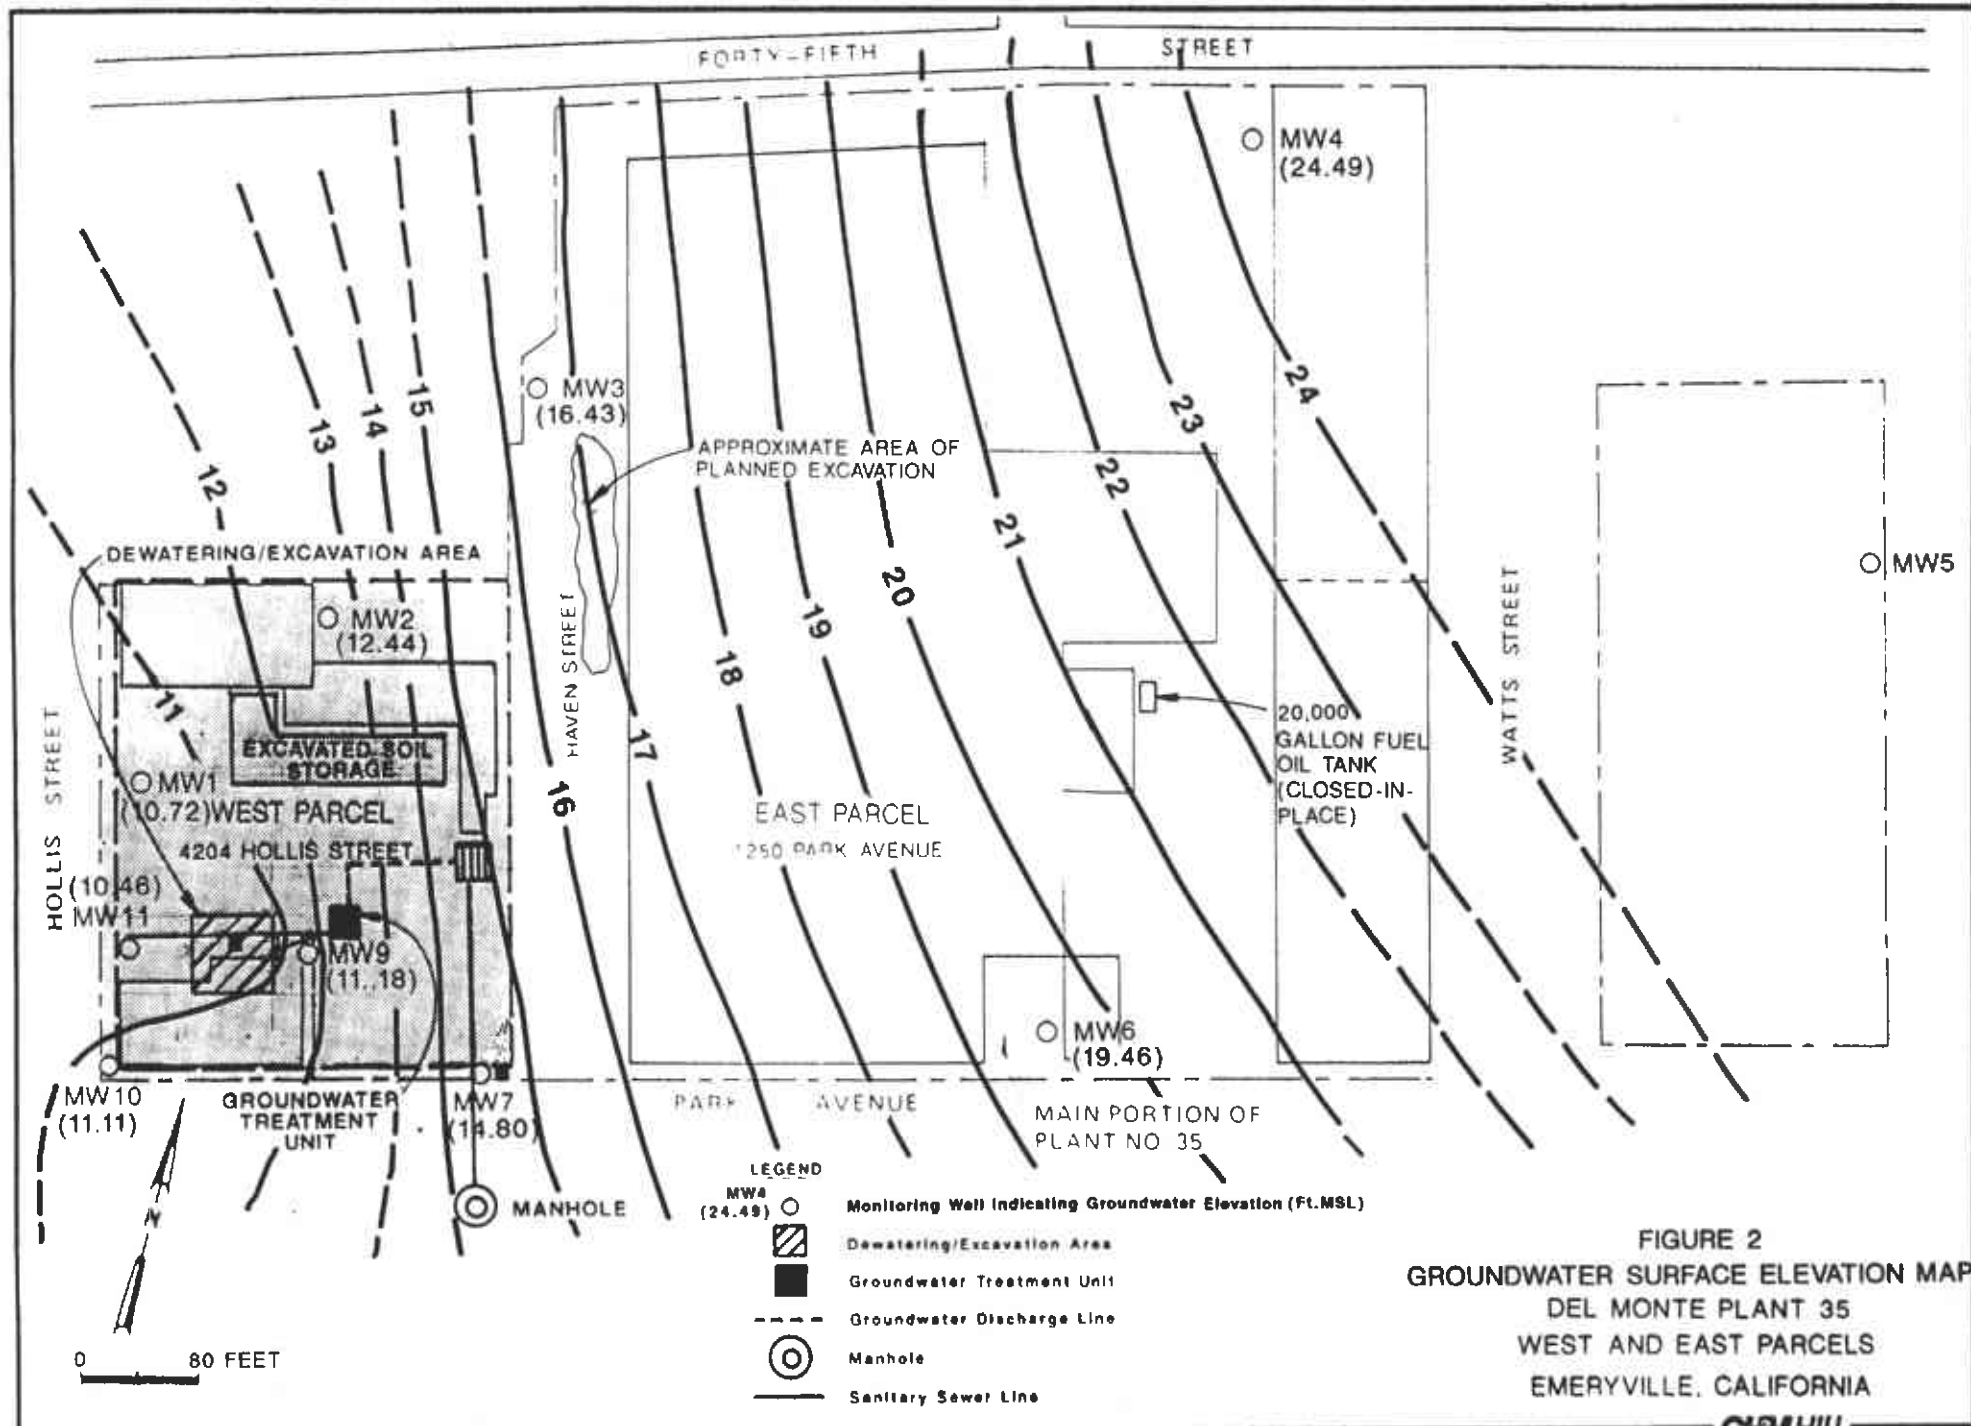 FORTY-FIFTH STREET
MW4
(24.49)
MW3
(16.43)
APPROXIMATE AREA OF
PLANNED EXCAVATION
11
12
13
14
15
16
17
18
19
20
21
22
23
24
DEWATERING/EXCAVATION AREA
MW2
(12.44)
HAVEN STREET
WATTS STREET
MW5
HOLLIS STREET
EXCAVATED SOIL
STORAGE
MW1
(10.72)
WEST PARCEL
4204 HOLLIS STREET
(10.46)
MW11
MW9
(11..18)
EAST PARCEL
1250 PARK AVENUE
20,000
GALLON FUEL
OIL TANK
(CLOSED-IN-
PLACE)
MW6
(19.46)
MW10
(11.11)
GROUNDWATER
TREATMENT
UNIT
MW7
(14.80)
PARK AVENUE
MAIN PORTION OF
PLANT NO 35
MANHOLE
N
0 80 FEET
LEGEND
MW4
(24.49)
Monitoring Well Indicating Groundwater Elevation (Ft.MSL)
Dewatering/Excavation Area
Groundwater Treatment Unit
Groundwater Discharge Line
Manhole
Sanitary Sewer Line
FIGURE 2
GROUNDWATER SURFACE ELEVATION MAP
DEL MONTE PLANT 35
WEST AND EAST PARCELS
EMERYVILLE, CALIFORNIA